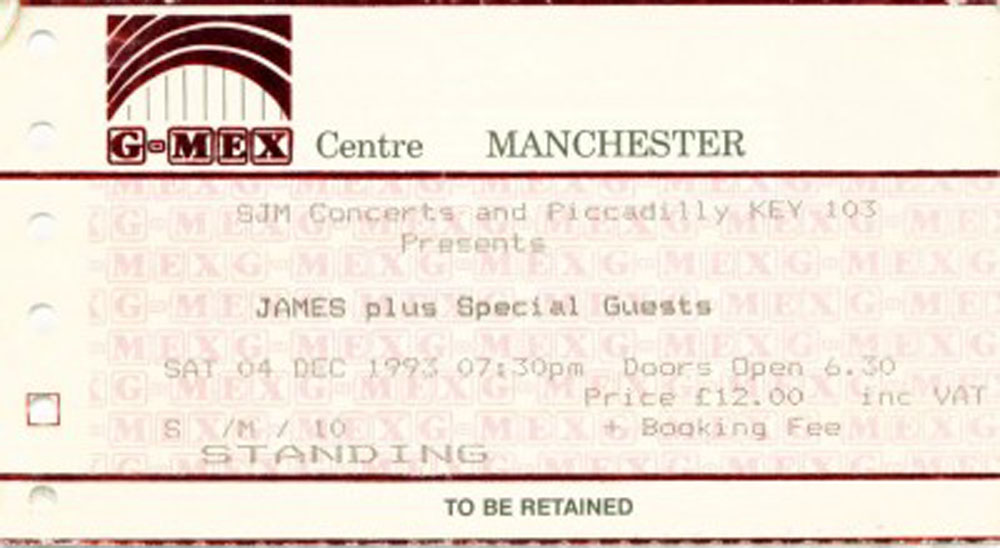 G-MEX Centre MANCHESTER
SJM Concerts and Piccadilly KEY 103
Presents
JAMES plus Special Guests
SAT 04 DEC 1993 07:30pm Doors Open 6.30
Price £12.00 inc VAT
S /M / 10 + Booking Fee
STANDING
TO BE RETAINED